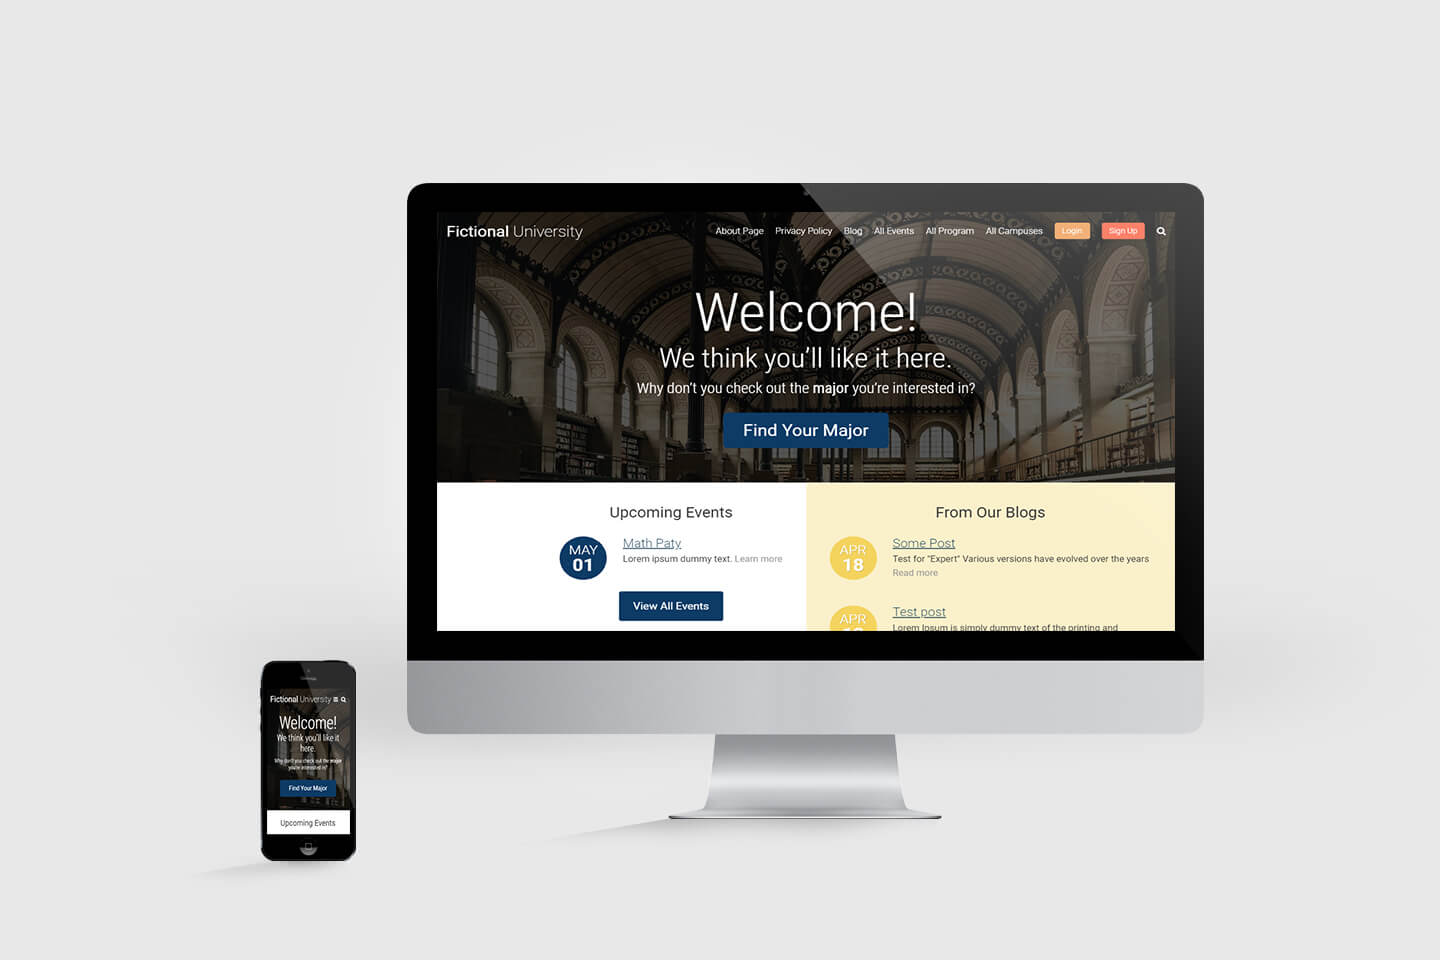 Fictional University
About Page Privacy Policy Blog All Events All Program All Campuses Login Sign Up
Welcome!
We think you'll like it here.
Why don't you check out the major you're interested in?
Find Your Major
Upcoming Events
MAY
01
Math Paty
Lorem ipsum dummy text. Learn more
View All Events
From Our Blogs
APR
18
Some Post
Test for "Expert" Various versions have evolved over the years
Read more
APR
Test post
Lorem Ipsum is simply dummy text of the printing and
Fictional University
Welcome!
We think you'll like it
here.
Why don't you check out the major
you're interested in?
Find Your Major
Upcoming Events